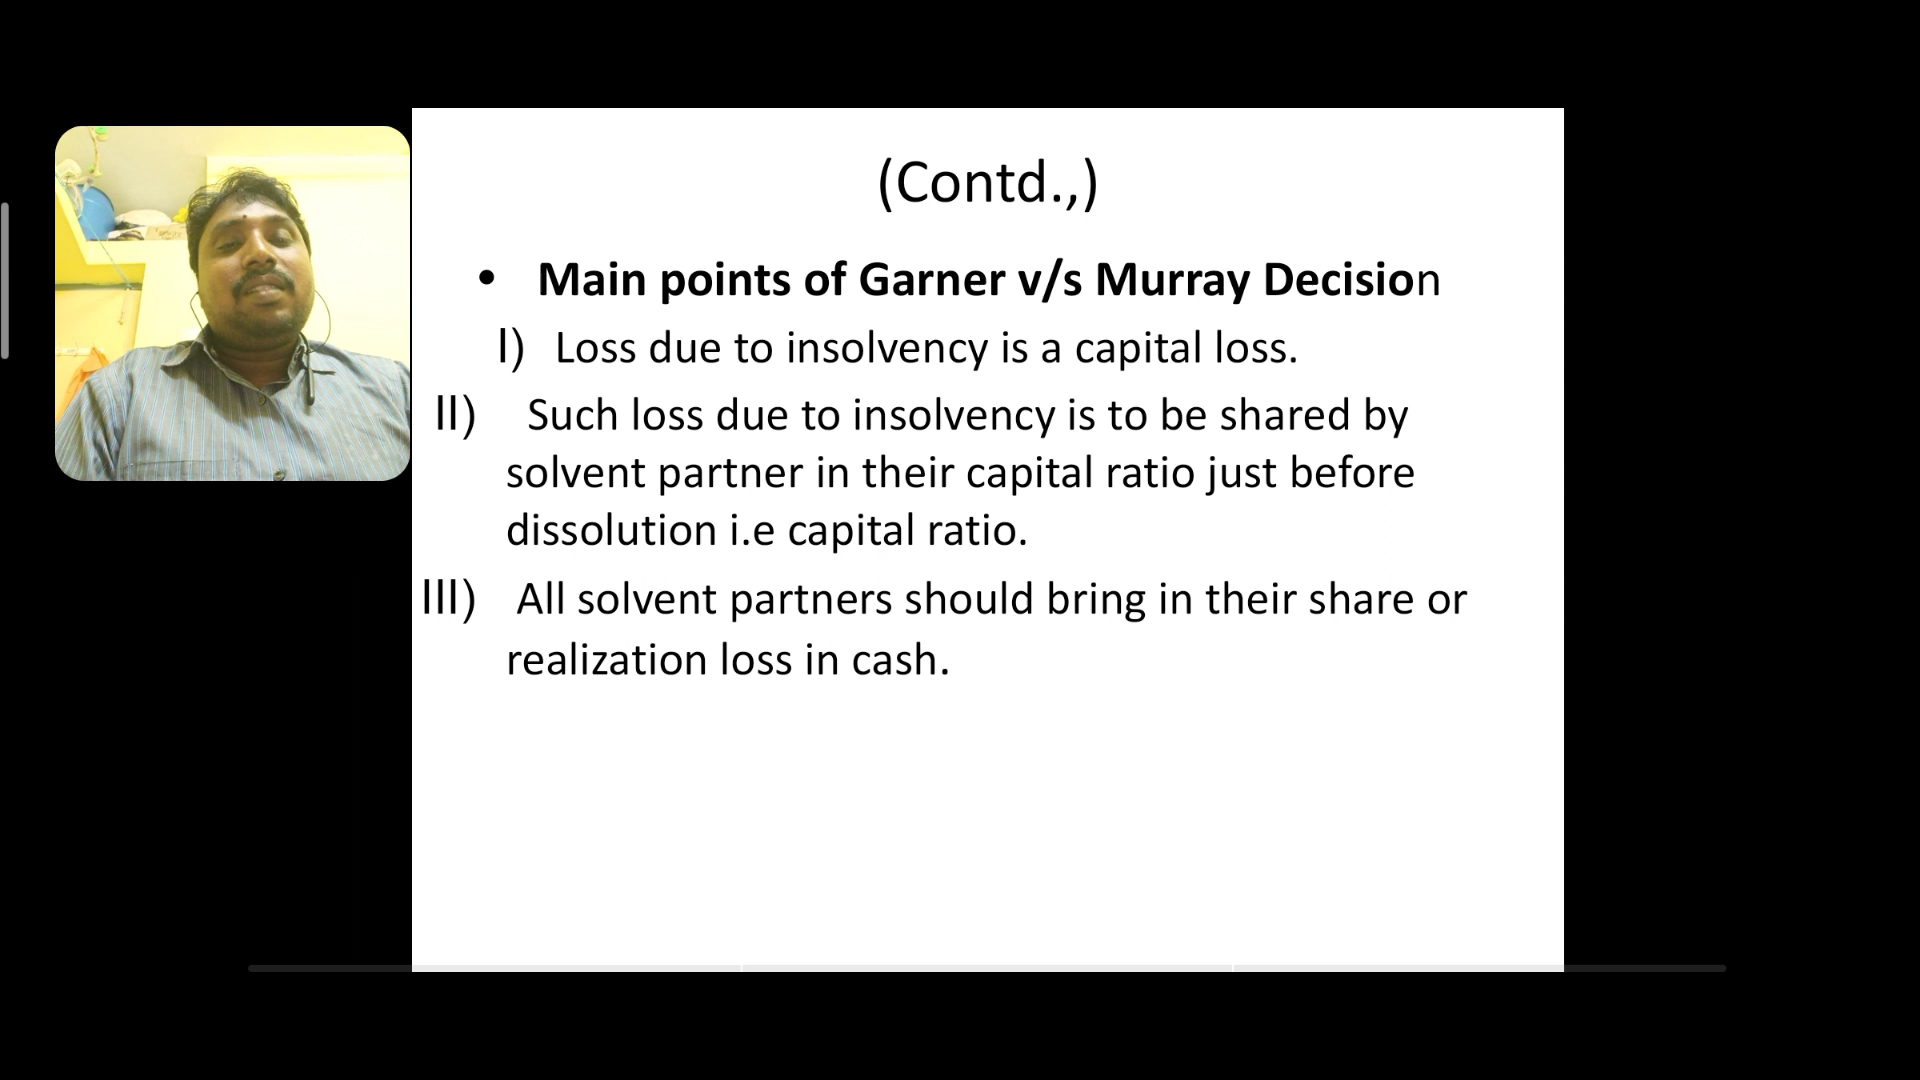 (Contd.,)
• Main points of Garner v/s Murray Decision
I) Loss due to insolvency is a capital loss.
II) Such loss due to insolvency is to be shared by
solvent partner in their capital ratio just before
dissolution i.e capital ratio.
III) All solvent partners should bring in their share or
realization loss in cash.